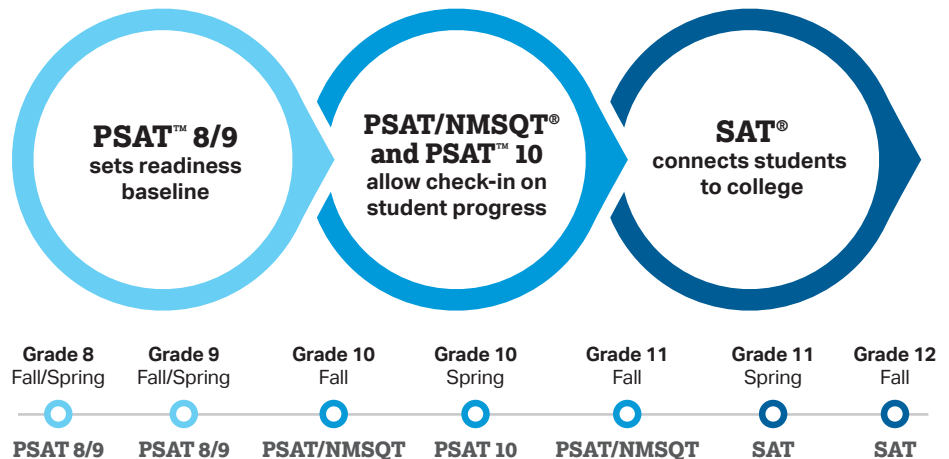 PSAT™ 8/9
sets readiness
baseline
PSAT/NMSQT®
and PSAT™ 10
allow check-in on
student progress
SAT®
connects students
to college
Grade 8
Fall/Spring
PSAT 8/9
Grade 9
Fall/Spring
PSAT 8/9
Grade 10
Fall
PSAT/NMSQT
Grade 10
Spring
PSAT 10
Grade 11
Fall
PSAT/NMSQT
Grade 11
Spring
SAT
Grade 12
Fall
SAT